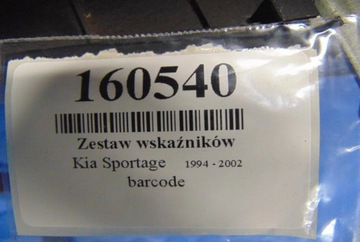 160540
Zestaw wskaźników
Kia Sportage 1994 - 2002
barcode